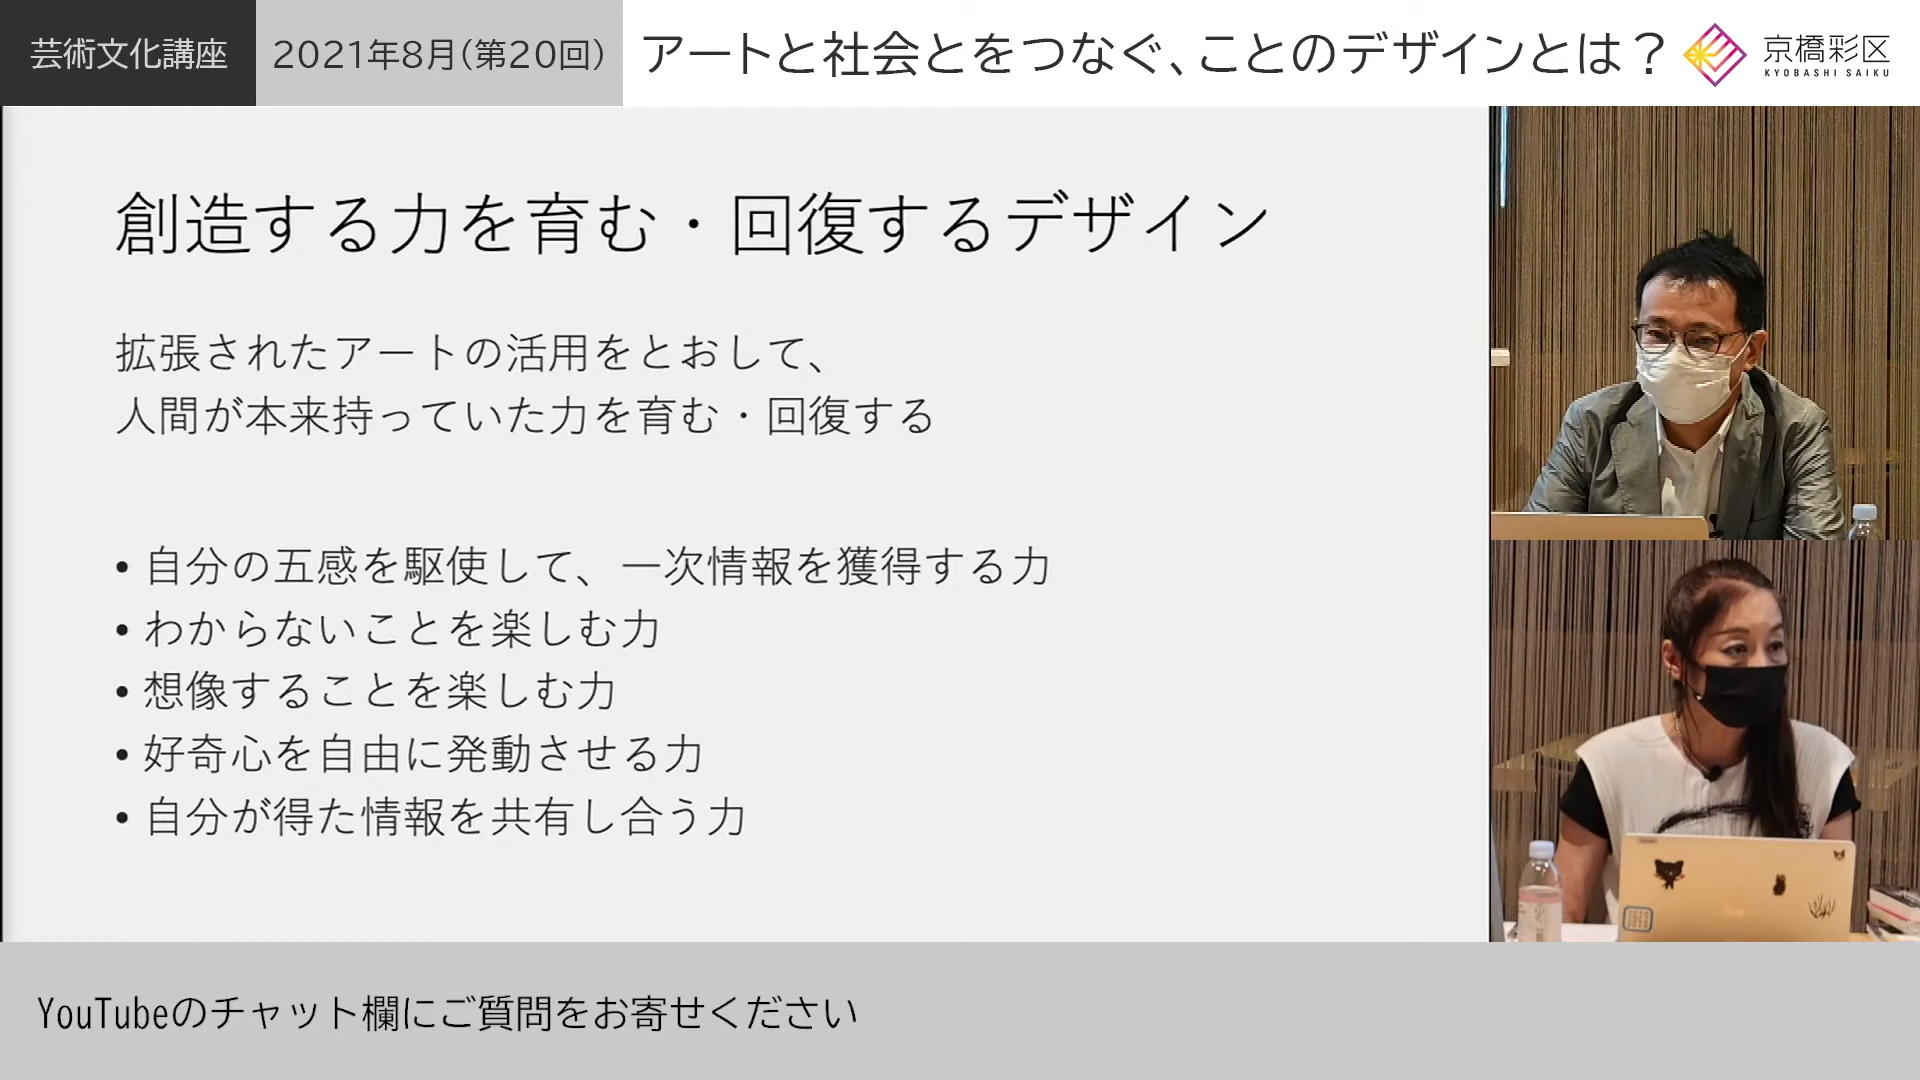 芸術文化講座
2021年8月(第20回)
アートと社会とをつなぐ、ことのデザインとは？
京橋彩区
KYOBASHI SAIKU
創造する力を育む・回復するデザイン
拡張されたアートの活用をとおして、
人間が本来持っていた力を育む・回復する
• 自分の五感を駆使して、一次情報を獲得する力
• わからないことを楽しむ力
• 想像することを楽しむ力
• 好奇心を自由に発動させる力
• 自分が得た情報を共有し合う力
YouTubeのチャット欄にご質問をお寄せください